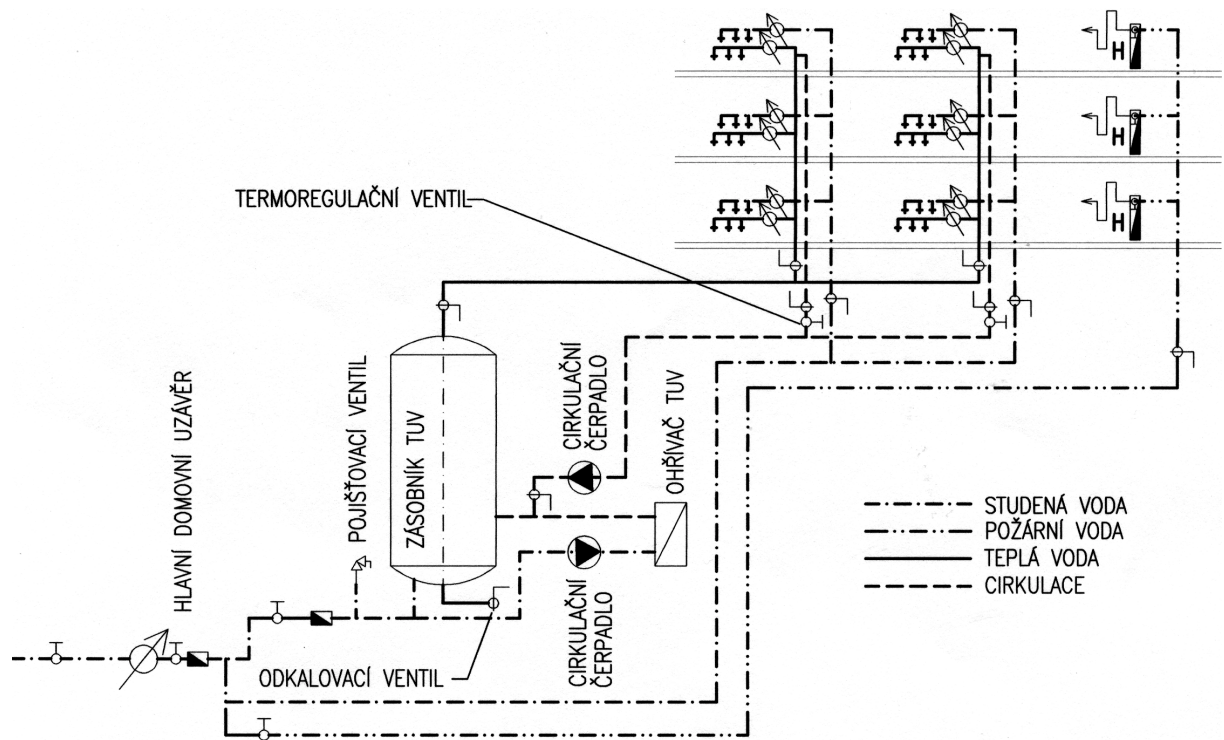 H
H
H
TERMOREGULAČNÍ VENTIL
HLAVNÍ DOMOVNÍ UZÁVĚR
POJIŠŤOVACÍ VENTIL
ZÁSOBNÍK TUV
CIRKULAČNÍ
ČERPADLO
OHŘÍVAČ TUV
CIRKULAČNÍ
ČERPADLO
ODKALOVACÍ VENTIL
STUDENÁ VODA
POŽÁRNÍ VODA
TEPLÁ VODA
CIRKULACE